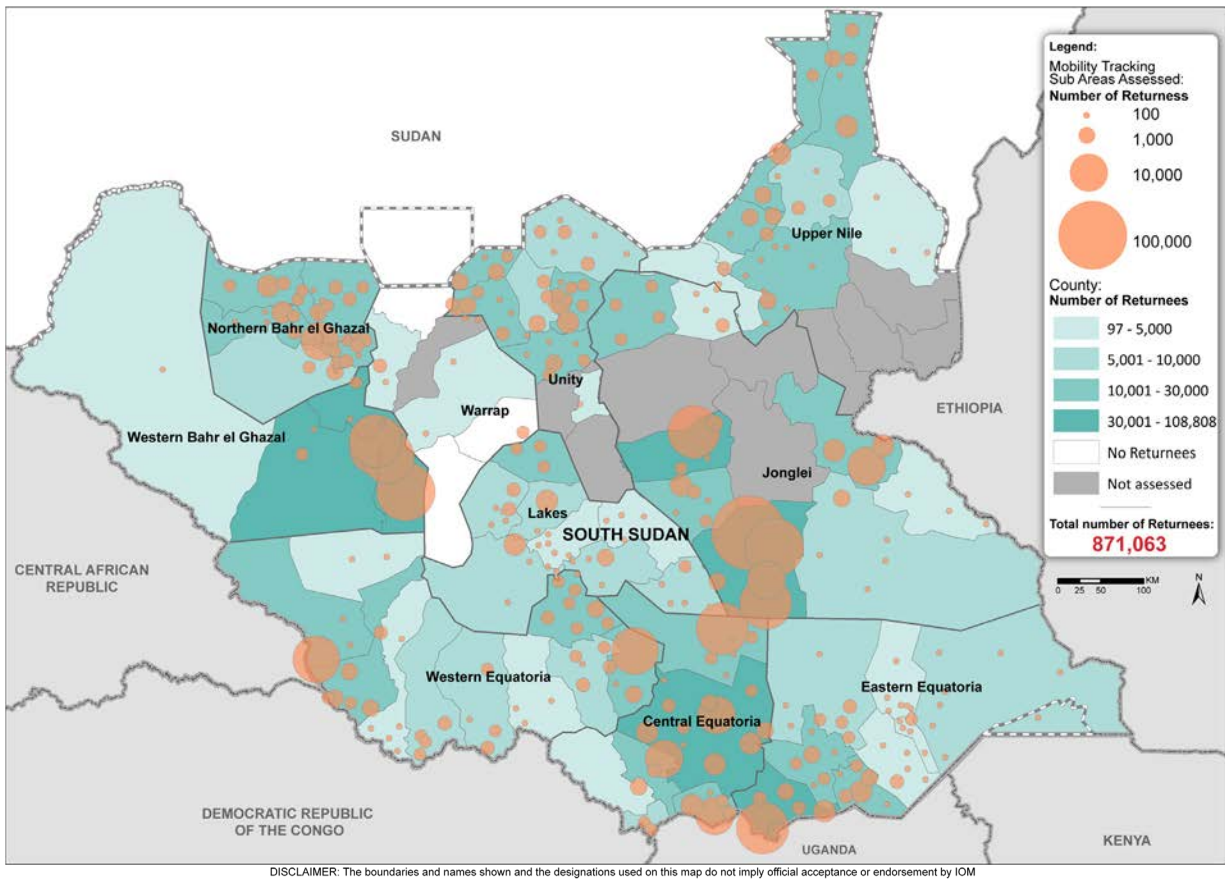 SUDAN
Upper Nile
Northern Bahr el Ghazal
Unity
Warrap
ETHIOPIA
Western Bahr el Ghazal
Jonglei
Lakes
SOUTH SUDAN
CENTRAL AFRICAN
REPUBLIC
Western Equatoria
Eastern Equatoria
Central Equatoria
DEMOCRATIC REPUBLIC
OF THE CONGO
UGANDA
KENYA
Legend:
Mobility Tracking
Sub Areas Assessed:
Number of Returness
100
1,000
10,000
100,000
County:
Number of Returnees
97 - 5,000
5,001 - 10,000
10,001 - 30,000
30,001 - 108,808
No Returnees
Not assessed
Total number of Returnees:
871,063
KM
0 25 50 100
N
DISCLAIMER: The boundaries and names shown and the designations used on this map do not imply official acceptance or endorsement by IOM